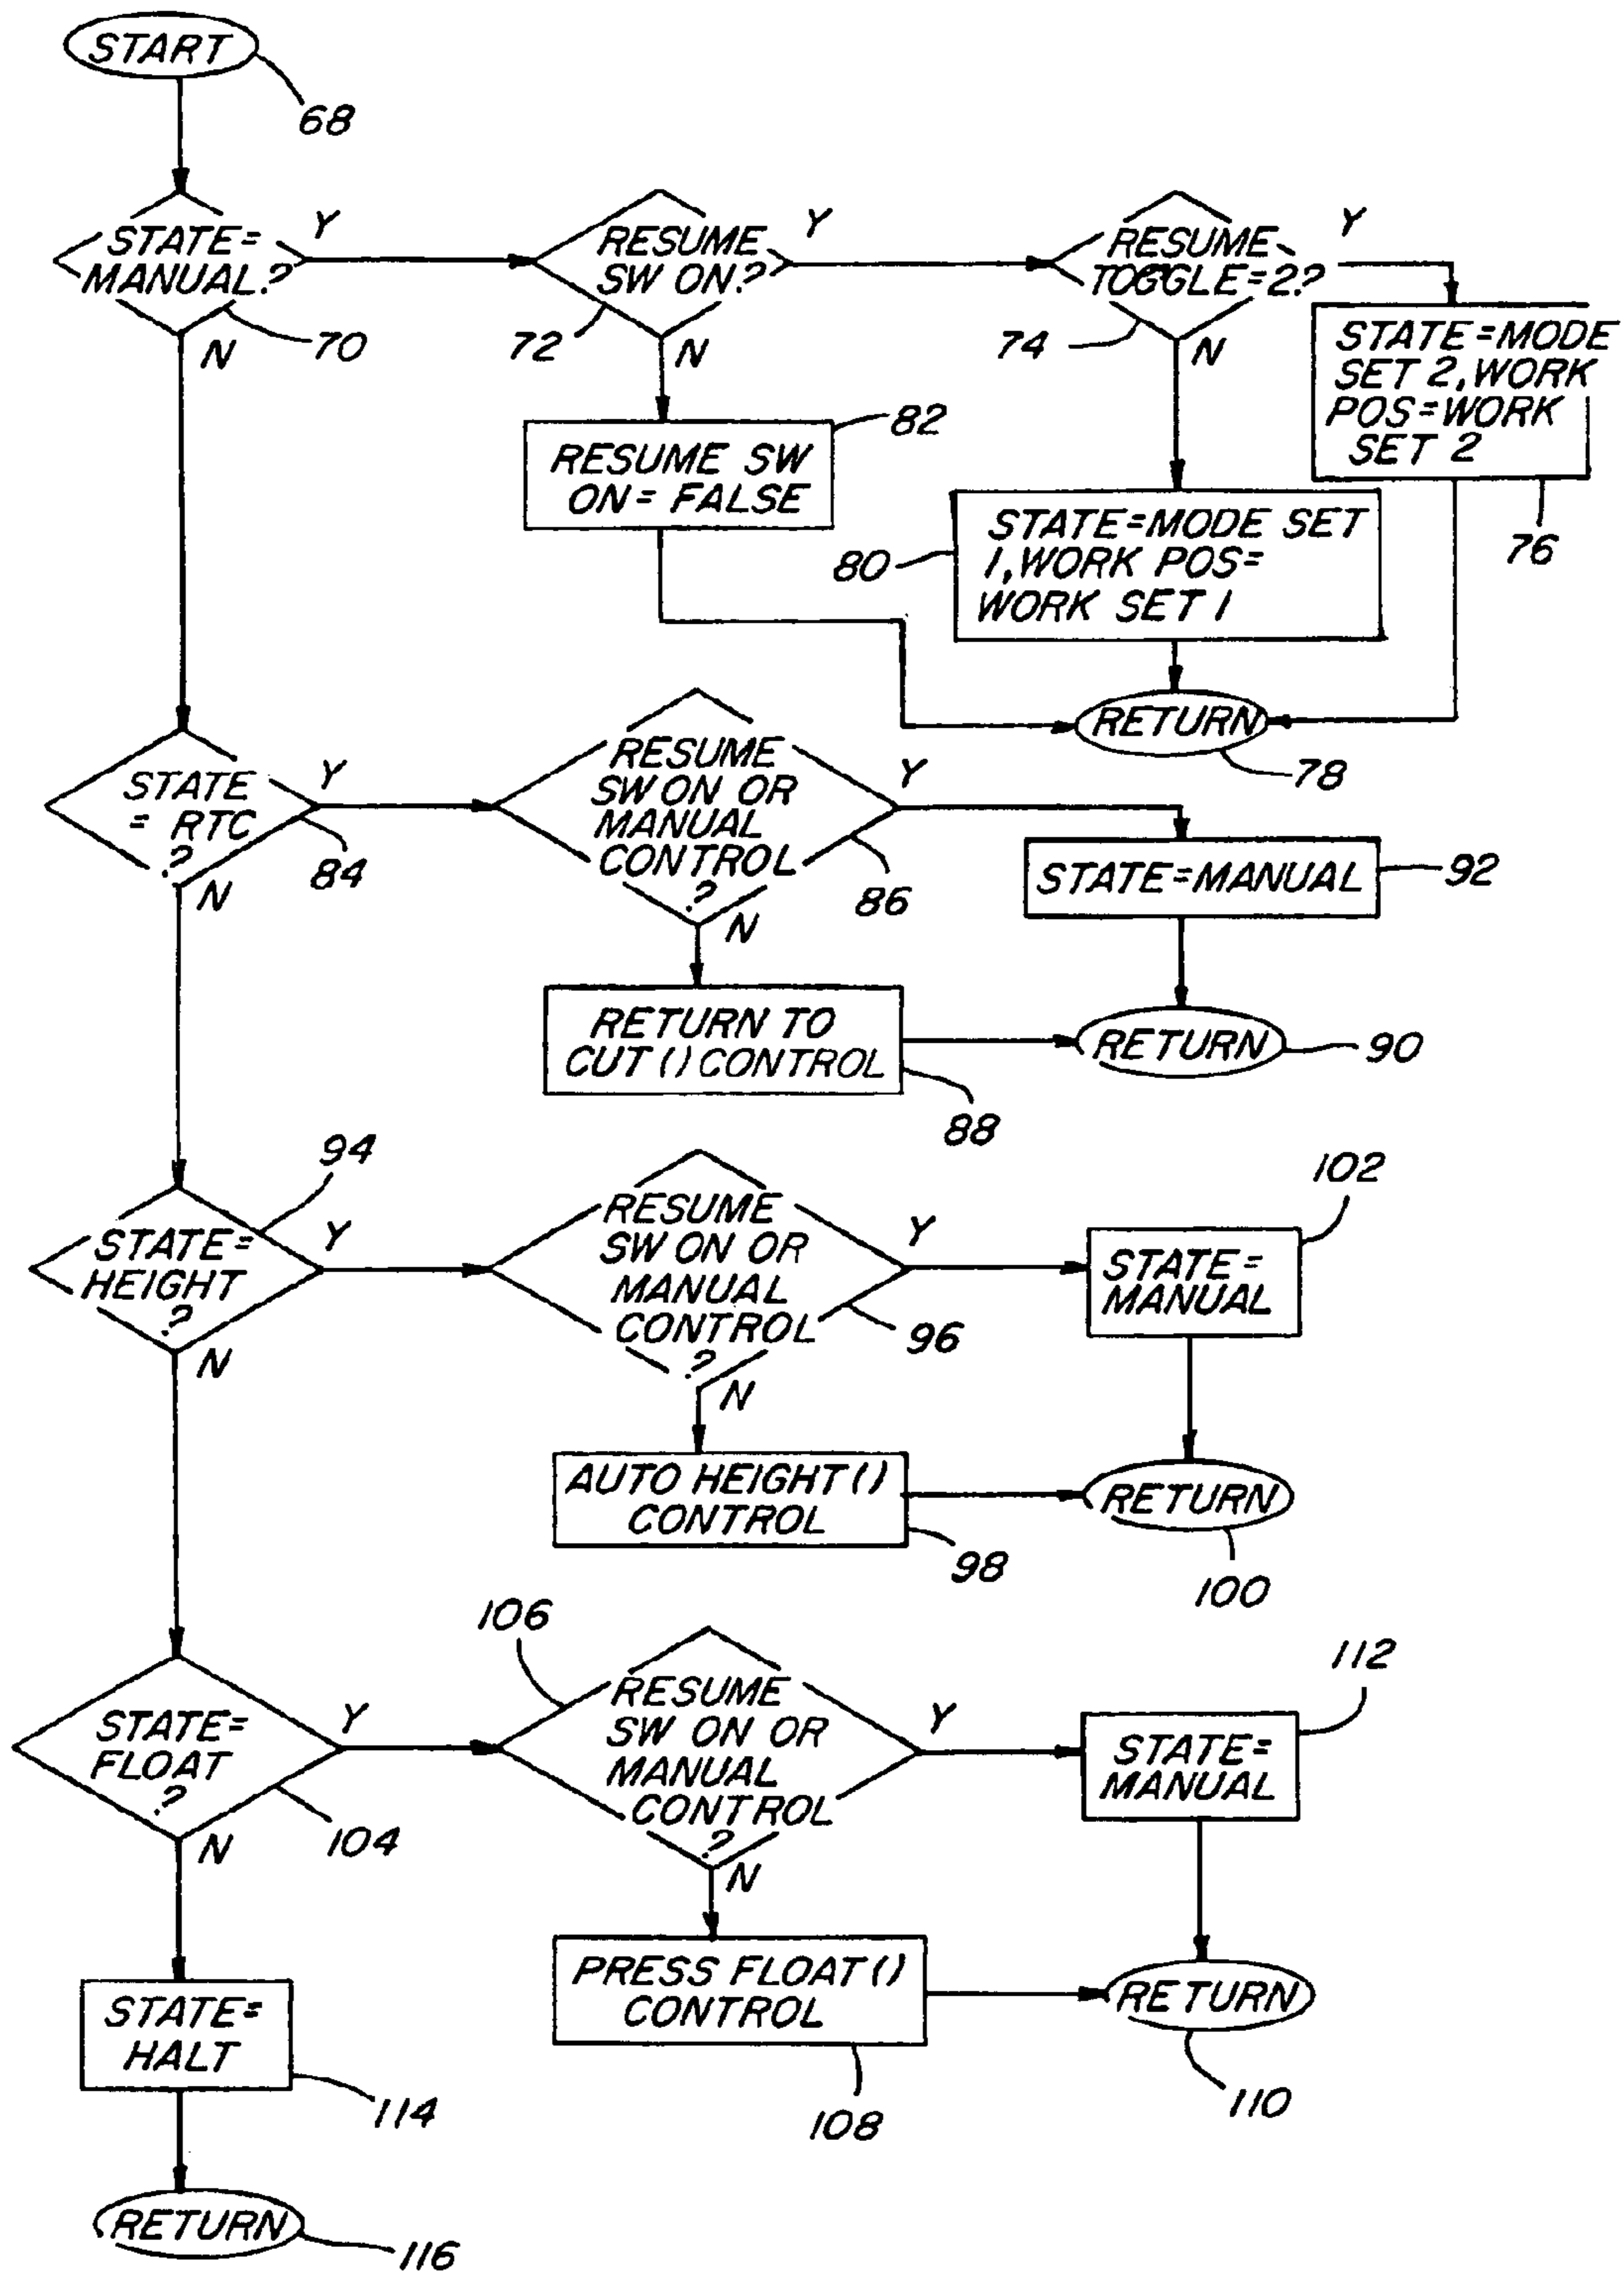 START
68
STATE=
MANUAL?
Y
N
70
RESUME
SW ON?
Y
72
N
RESUME
TOGGLE=2?
Y
74
N
STATE=MODE
SET 2,WORK
POS=WORK
SET 2
76
82
RESUME SW
ON=FALSE
80
STATE=MODE SET
1,WORK POS=
WORK SET 1
RETURN
78
STATE
= RTC
?
Y
N
84
RESUME
SW ON OR
MANUAL
CONTROL
?
Y
N
86
STATE=MANUAL
92
RETURN TO
CUT () CONTROL
88
RETURN
90
94
STATE=
HEIGHT
?
Y
N
RESUME
SW ON OR
MANUAL
CONTROL
?
Y
N
96
102
STATE=
MANUAL
AUTO HEIGHT()
CONTROL
98
RETURN
100
106
STATE=
FLOAT
?
Y
N
104
RESUME
SW ON OR
MANUAL
CONTROL
?
Y
N
112
STATE=
MANUAL
PRESS FLOAT()
CONTROL
108
RETURN
110
STATE=
HALT
114
RETURN
116